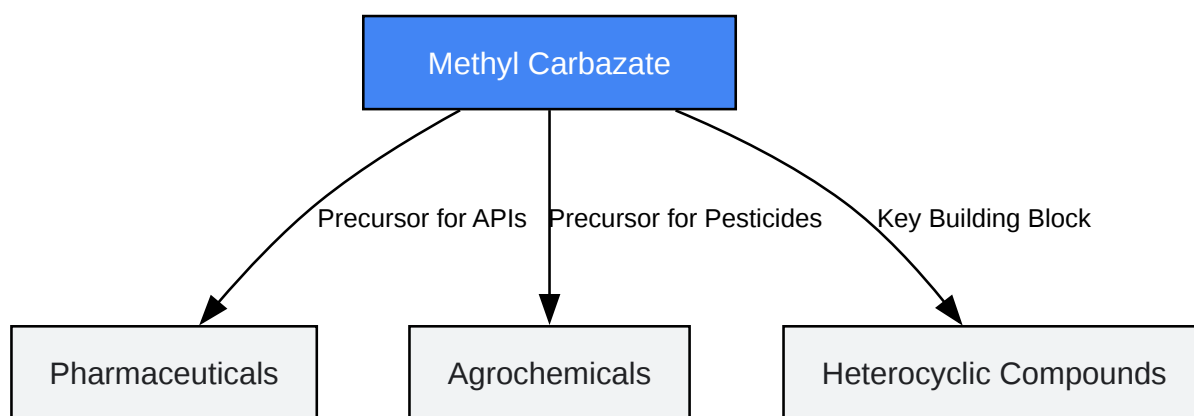 Methyl Carbazate
Precursor for APIs
Precursor for Pesticides
Key Building Block
Pharmaceuticals
Agrochemicals
Heterocyclic Compounds